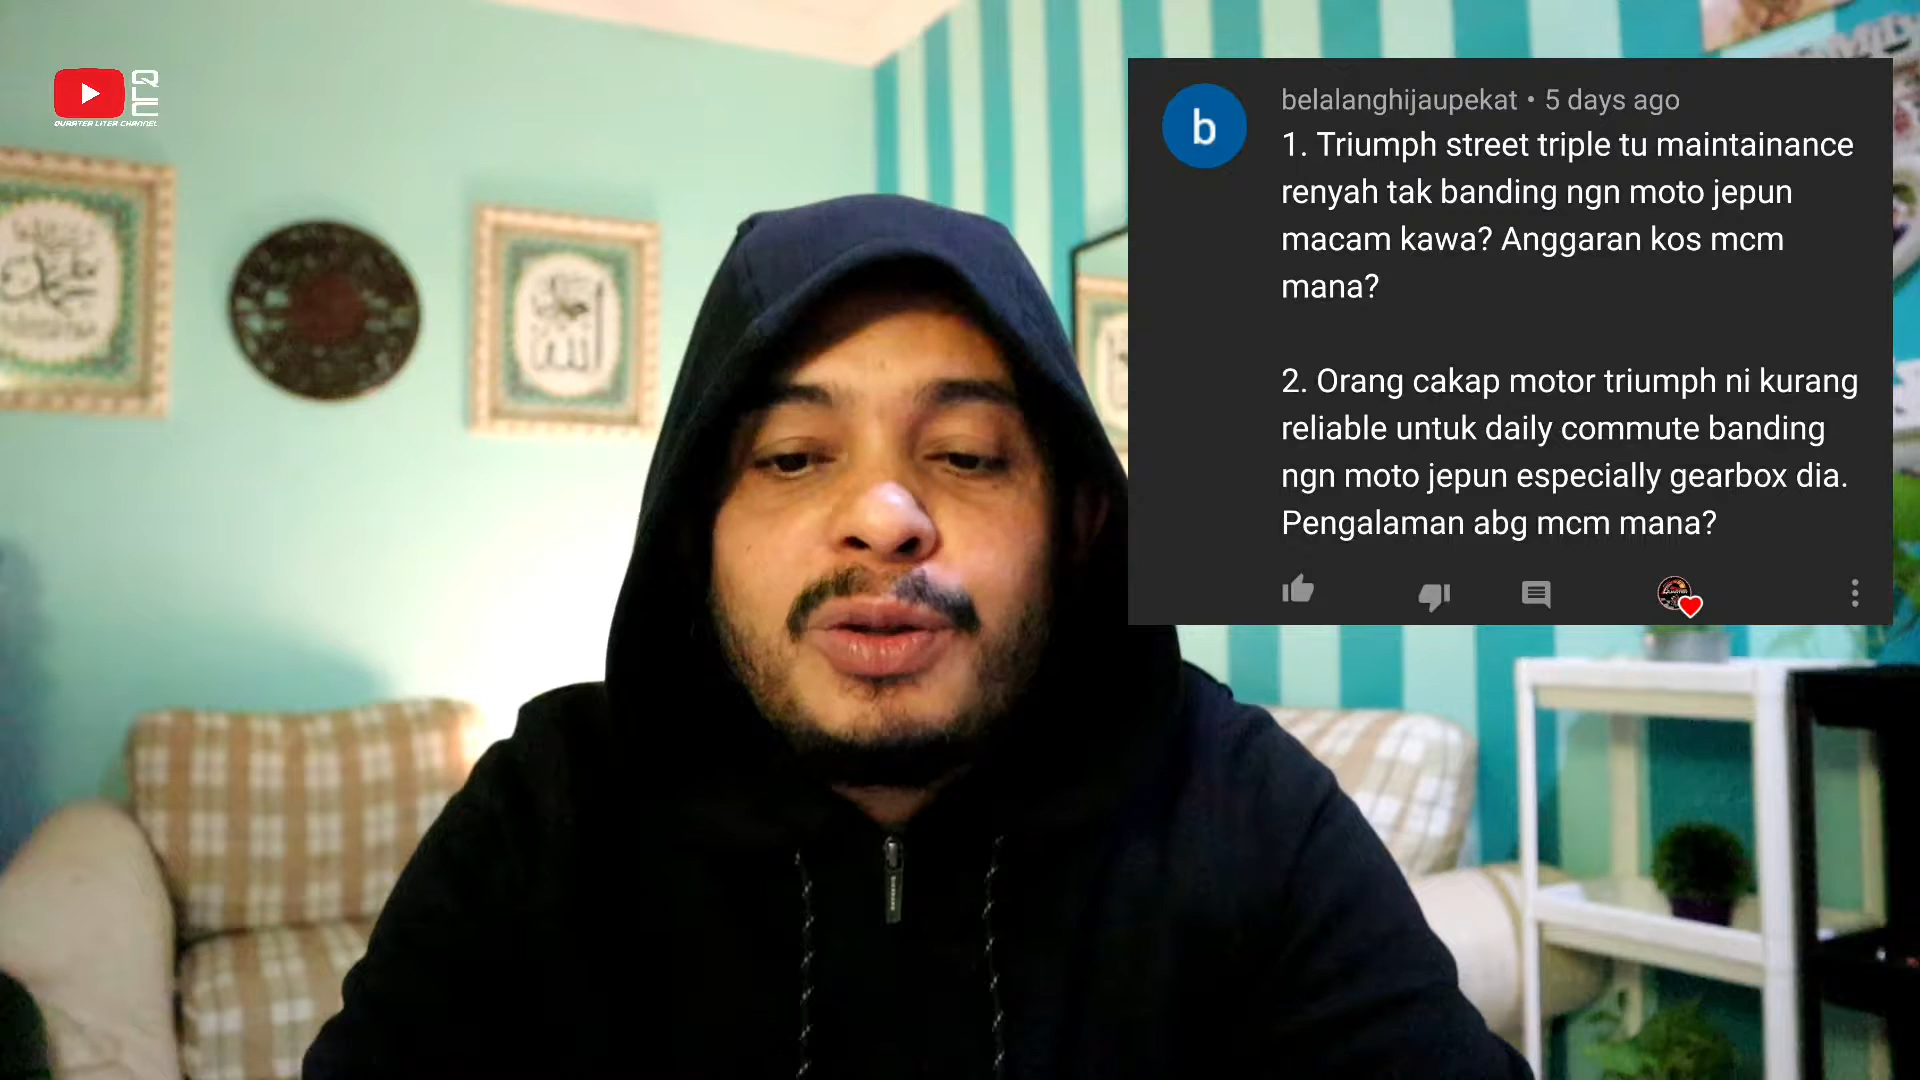 QLC
QUARTER LITER CHANNEL
b
belalanghijaupekat • 5 days ago
1. Triumph street triple tu maintainance
renyah tak banding ngn moto jepun
macam kawa? Anggaran kos mcm
mana?
2. Orang cakap motor triumph ni kurang
reliable untuk daily commute banding
ngn moto jepun especially gearbox dia.
Pengalaman abg mcm mana?